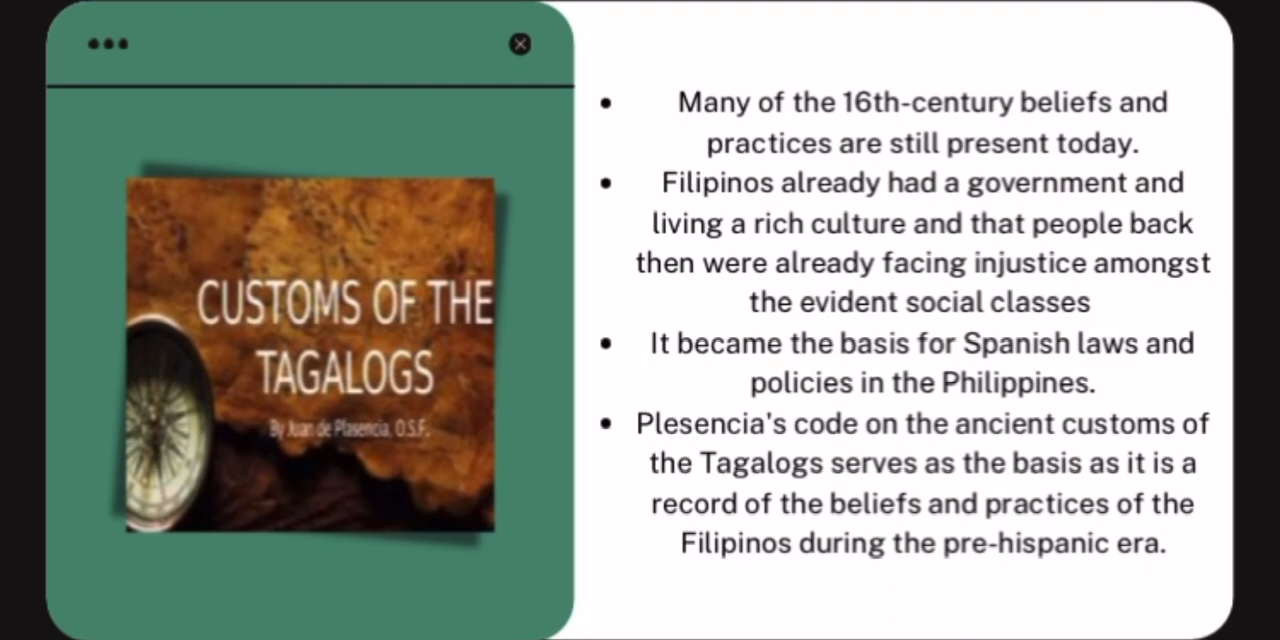 CUSTOMS OF THE
TAGALOGS
By Juan de Plasencia, O.S.F.
• Many of the 16th-century beliefs and
practices are still present today.
• Filipinos already had a government and
living a rich culture and that people back
then were already facing injustice amongst
the evident social classes
• It became the basis for Spanish laws and
policies in the Philippines.
• Plesencia's code on the ancient customs of
the Tagalogs serves as the basis as it is a
record of the beliefs and practices of the
Filipinos during the pre-hispanic era.